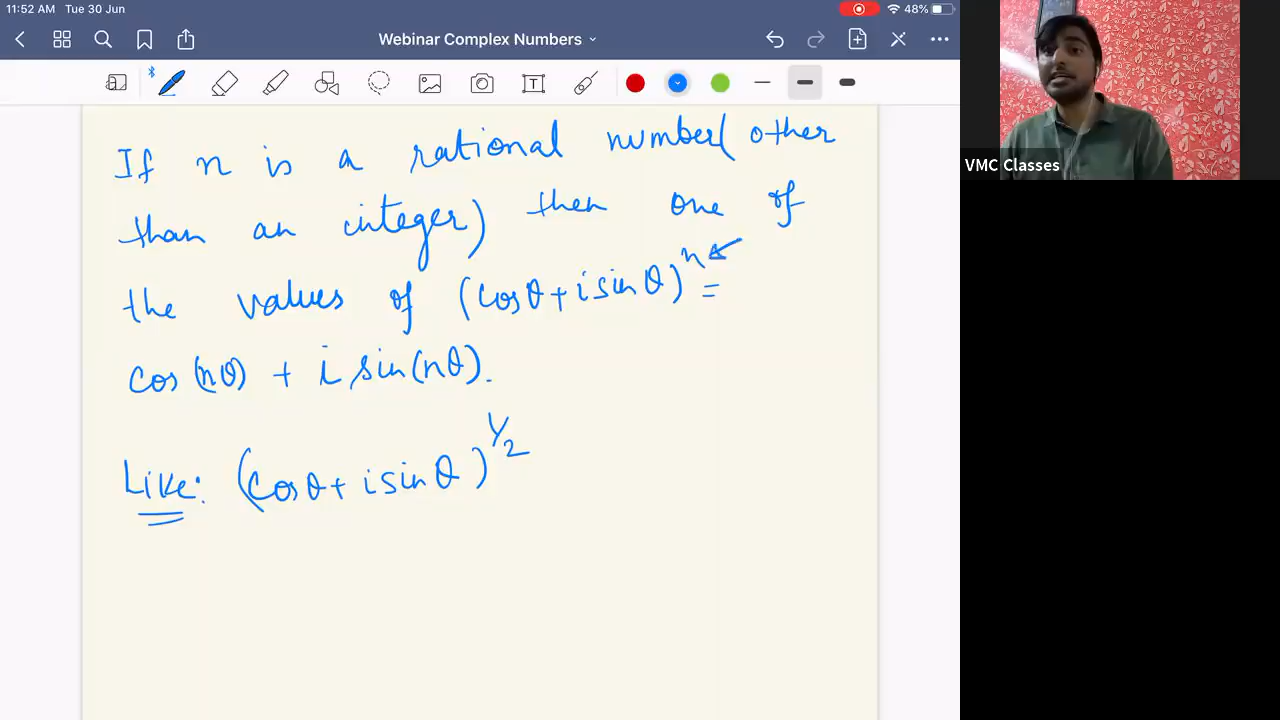 11:52 AM Tue 30 Jun
48%
Webinar Complex Numbers
VMC Classes
If n is a rational number (other
than an integer) then one of
the values of (cosθ + i sinθ)ⁿ =
cos(nθ) + i sin(nθ).
Like: (cosθ + i sinθ)^1/2